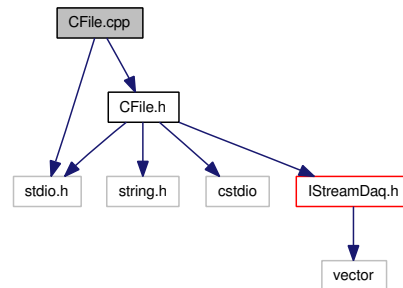 CFile.cpp
CFile.h
stdio.h
string.h
cstdio
IStreamDaq.h
vector